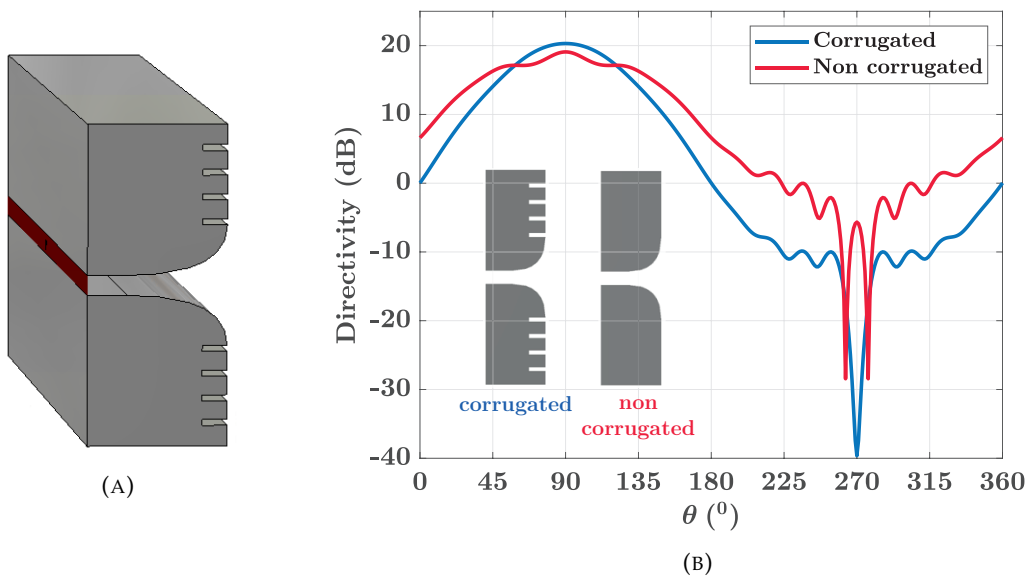 Corrugated
Non corrugated
Directivity (dB)
20
10
0
-10
-20
-30
-40
corrugated
non
corrugated
0 45 90 135 180 225 270 315 360
θ (⁰)
(A)
(B)